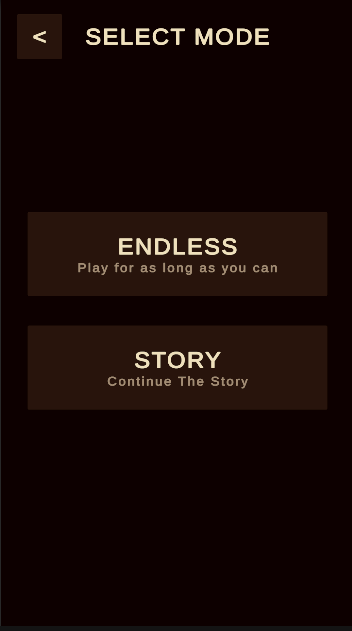 < SELECT MODE
ENDLESS
Play for as long as you can
STORY
Continue The Story